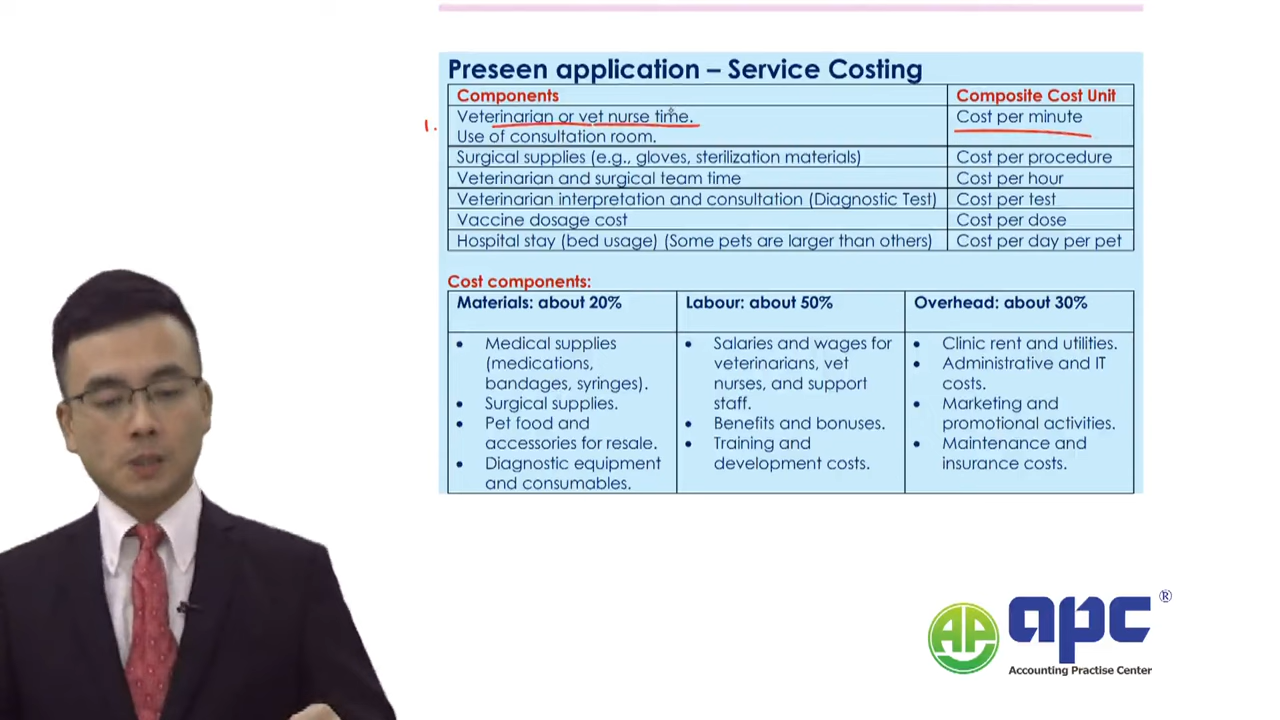 Preseen application – Service Costing
Components Composite Cost Unit
1. Veterinarian or vet nurse time. Cost per minute
Use of consultation room.
Surgical supplies (e.g., gloves, sterilization materials) Cost per procedure
Veterinarian and surgical team time Cost per hour
Veterinarian interpretation and consultation (Diagnostic Test) Cost per test
Vaccine dosage cost Cost per dose
Hospital stay (bed usage) (Some pets are larger than others) Cost per day per pet
Cost components:
Materials: about 20% Labour: about 50% Overhead: about 30%
• Medical supplies
(medications,
bandages, syringes).
• Surgical supplies.
• Pet food and
accessories for resale.
• Diagnostic equipment
and consumables.
• Salaries and wages for
veterinarians, vet
nurses, and support
staff.
• Benefits and bonuses.
• Training and
development costs.
• Clinic rent and utilities.
• Administrative and IT
costs.
• Marketing and
promotional activities.
• Maintenance and
insurance costs.
AP apc ®
Accounting Practise Center